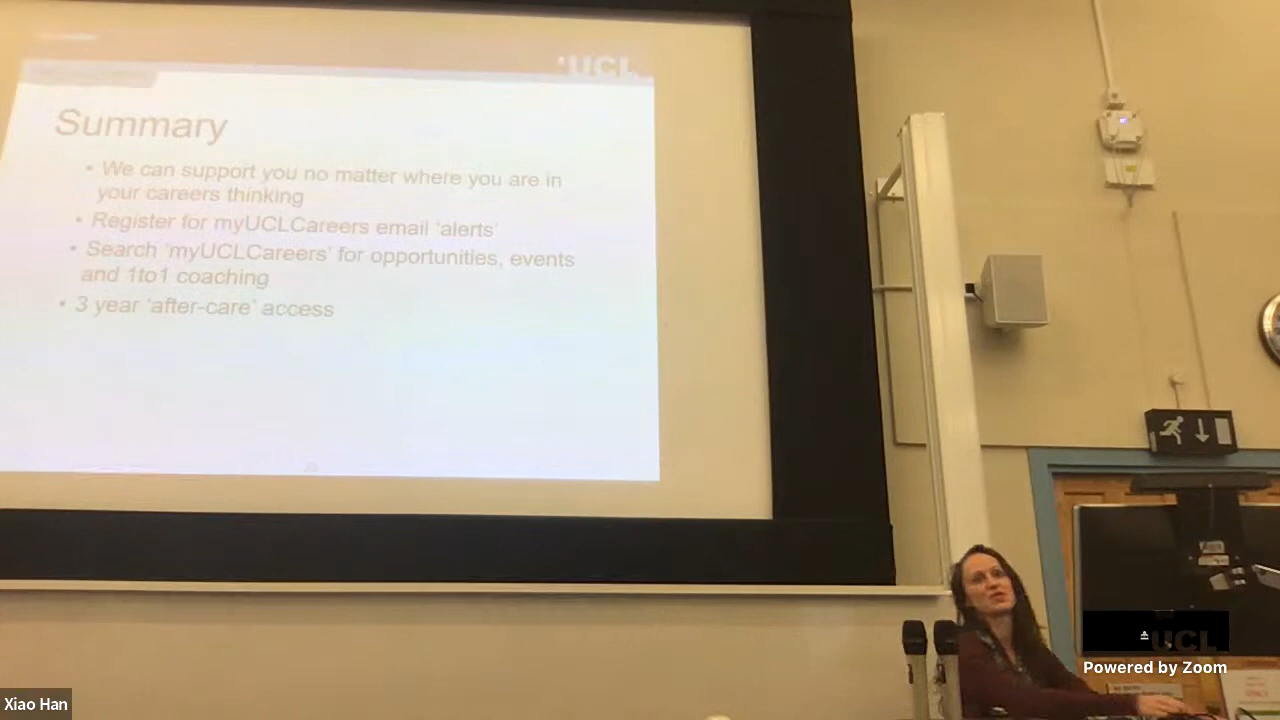 UCL
Summary
• We can support you no matter where you are in
your careers thinking
• Register for myUCLCareers email 'alerts'
• Search 'myUCLCareers' for opportunities, events
and 1to1 coaching
• 3 year 'after-care' access
UCL
Powered by Zoom
Xiao Han